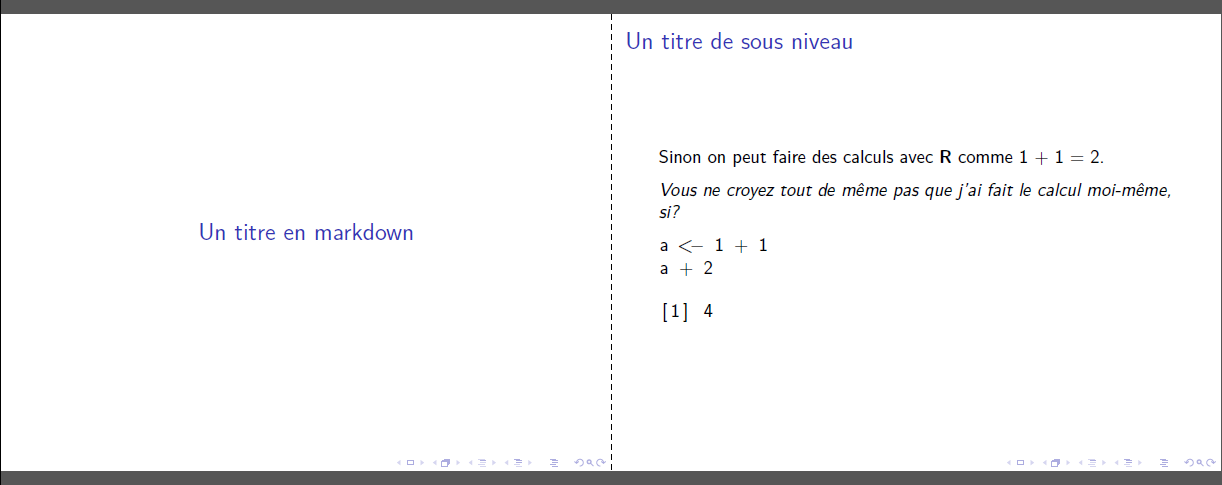 Un titre en markdown
Un titre de sous niveau
Sinon on peut faire des calculs avec R comme 1 + 1 = 2.
Vous ne croyez tout de même pas que j'ai fait le calcul moi-même,
si?
a <− 1 + 1
a + 2
[1] 4